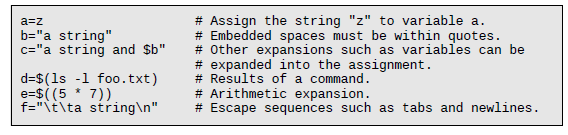 a=z # Assign the string "z" to variable a.
b="a string" # Embedded spaces must be within quotes.
c="a string and $b" # Other expansions such as variables can be
# expanded into the assignment.
d=$(ls -l foo.txt) # Results of a command.
e=$((5 * 7)) # Arithmetic expansion.
f="\t\ta string\n" # Escape sequences such as tabs and newlines.